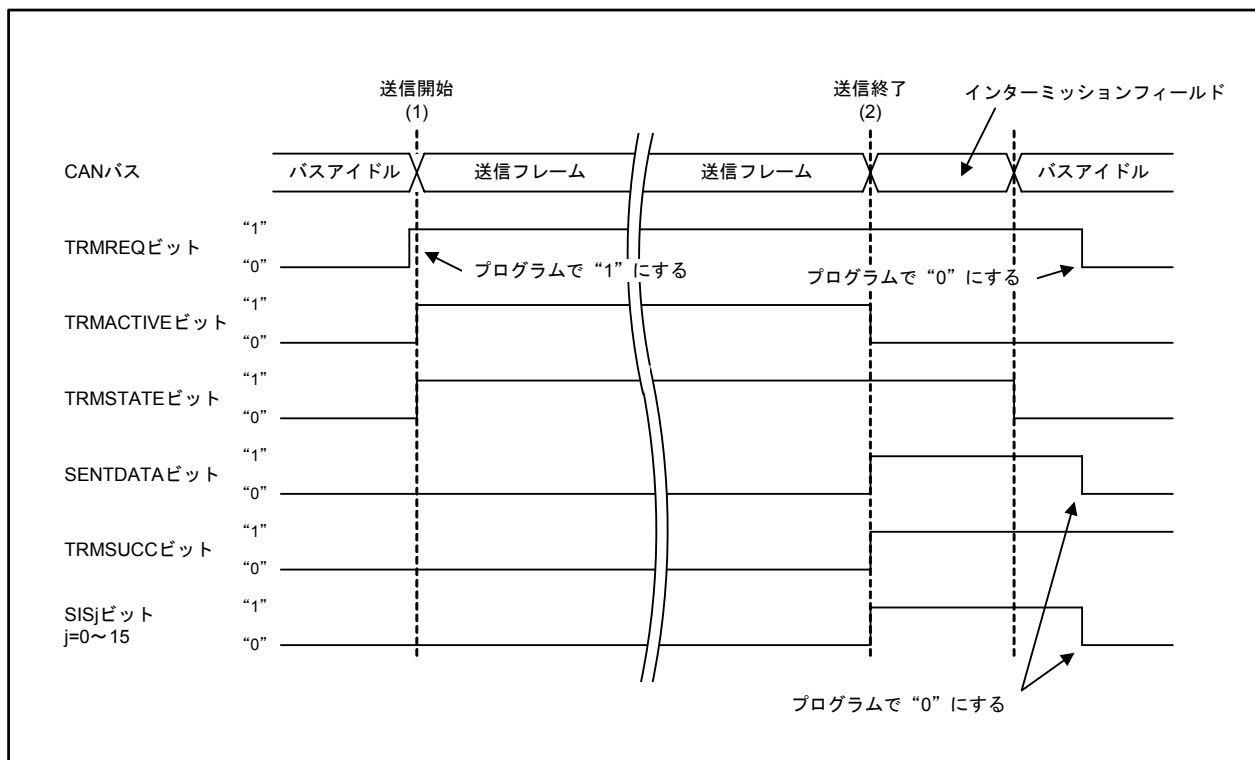 送信開始
(1)
送信終了
(2)
インターミッションフィールド
CANバス
バスアイドル
送信フレーム
送信フレーム
バスアイドル
TRMREQビット
“1”
“0”
プログラムで“1”にする
プログラムで“0”にする
TRMACTIVEビット
“1”
“0”
TRMSTATEビット
“1”
“0”
SENTDATAビット
“1”
“0”
TRMSUCCビット
“1”
“0”
SISjビット
j=0～15
“1”
“0”
プログラムで“0”にする